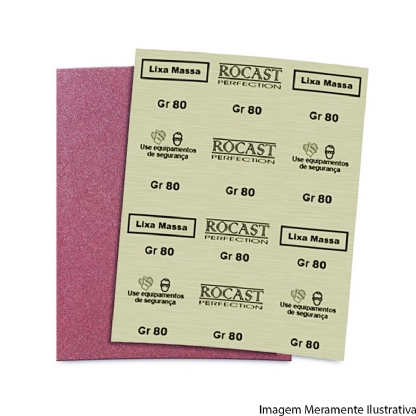 Lixa Massa ROCAST Lixa Massa
PERFECTION
Gr 80 Gr 80 Gr 80
Use equipamentos ROCAST Use equipamentos
de segurança PERFECTION de segurança
Gr 80 Gr 80 Gr 80
Lixa Massa ROCAST Lixa Massa
PERFECTION
Gr 80 Gr 80 Gr 80
Use equipamentos ROCAST Use equipamentos
de segurança PERFECTION de segurança
Gr 80 Gr 80 Gr 80
Imagem Meramente Ilustrativa